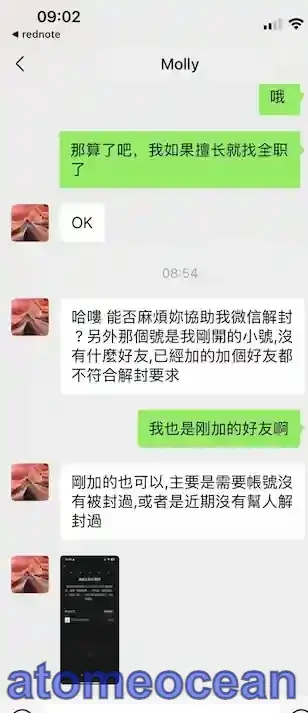 09:02
◀ rednote
Molly
哦
那算了吧，我如果擅长就找全职
了
OK
08:54
哈嘍 能否麻煩妳協助我微信解封
？另外那個號是我剛開的小號,沒
有什麼好友,已經加的加個好友都
不符合解封要求
我也是刚加的好友啊
剛加的也可以,主要是需要帳號沒
有被封過,或者是近期沒有幫人解
封過
atomeocean